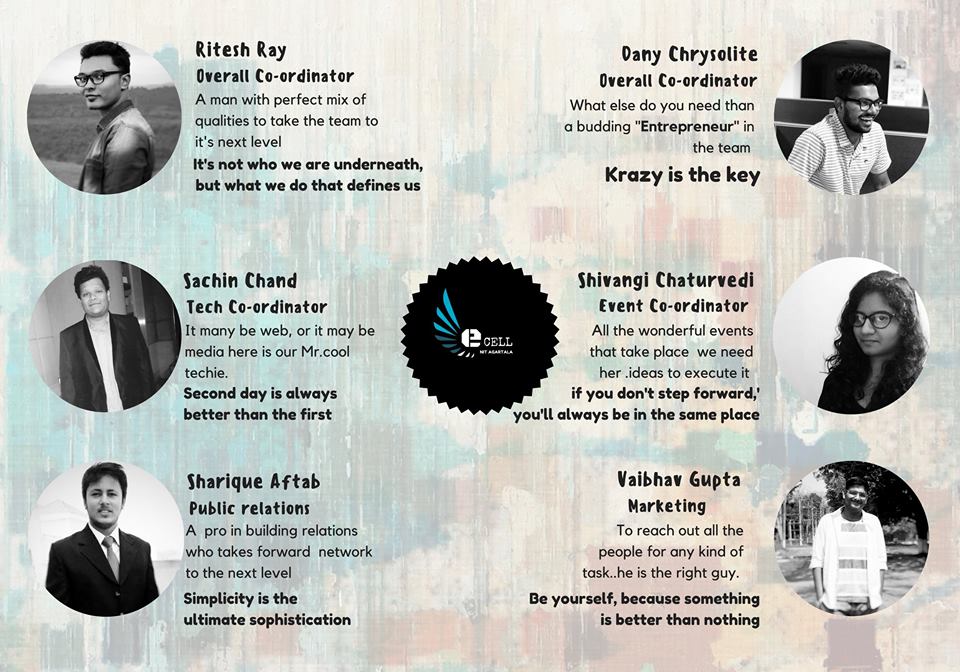 Ritesh Ray
Overall Co-ordinator
A man with perfect mix of
qualities to take the team to
it's next level
It's not who we are underneath,
but what we do that defines us
Dany Chrysolite
Overall Co-ordinator
What else do you need than
a budding "Entrepreneur" in
the team
Krazy is the key
Sachin Chand
Tech Co-ordinator
It many be web, or it may be
media here is our Mr.cool
techie.
Second day is always
better than the first
e CELL
NIT AGARTALA
Shivangi Chaturvedi
Event Co-ordinator
All the wonderful events
that take place we need
her .ideas to execute it
if you don't step forward,'
you'll always be in the same place
Sharique Aftab
Public relations
A pro in building relations
who takes forward network
to the next level
Simplicity is the
ultimate sophistication
Vaibhav Gupta
Marketing
To reach out all the
people for any kind of
task..he is the right guy.
Be yourself, because something
is better than nothing